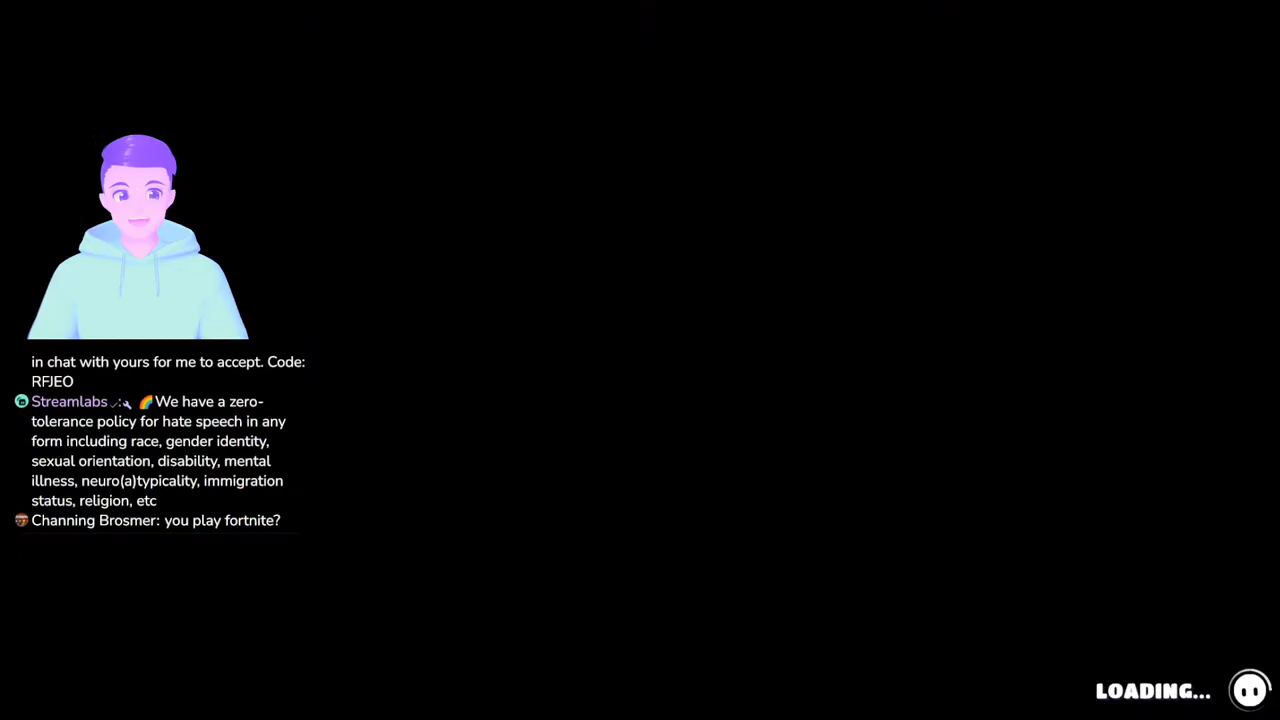 in chat with yours for me to accept. Code:
RFJEO
Streamlabs We have a zero-
tolerance policy for hate speech in any
form including race, gender identity,
sexual orientation, disability, mental
illness, neuro(a)typicality, immigration
status, religion, etc
Channing Brosmer: you play fortnite?
LOADING...